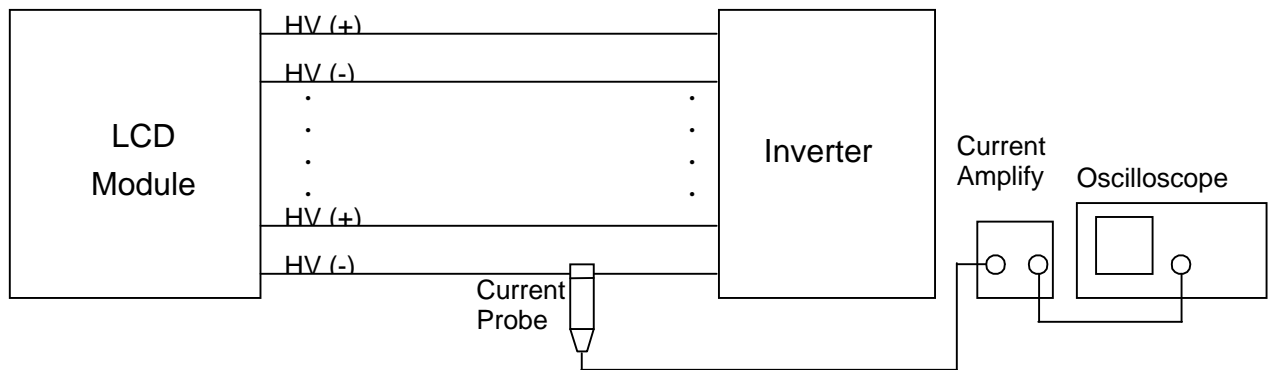 HV (+)
HV (-)
LCD
Module
Inverter
HV (+)
HV (-)
Current
Probe
Current
Amplify
Oscilloscope